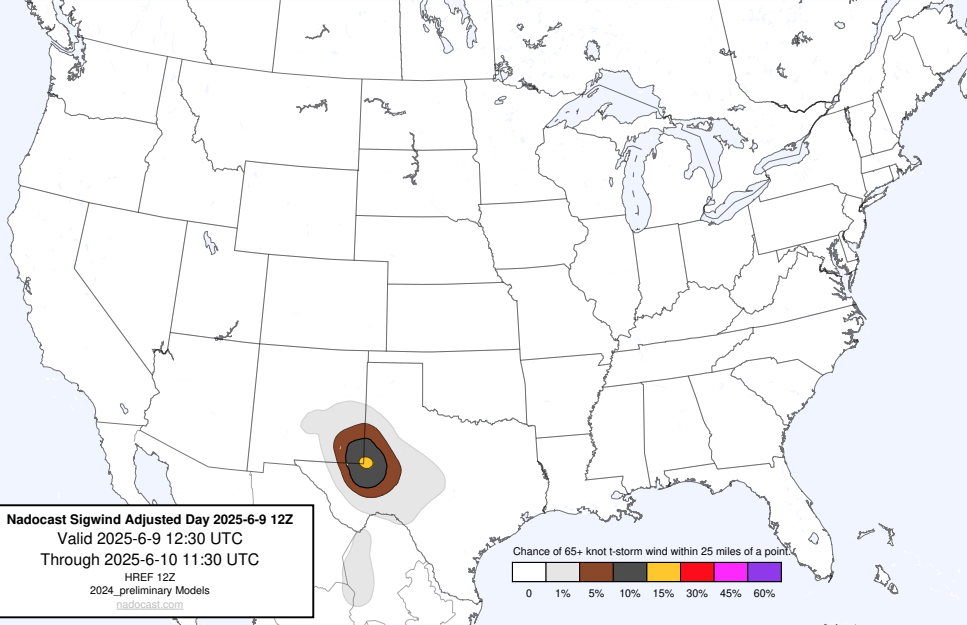 Nadocast Sigwind Adjusted Day 2025-6-9 12Z
Valid 2025-6-9 12:30 UTC
Through 2025-6-10 11:30 UTC
HREF 12Z
2024_preliminary Models
nadocast.com
Chance of 65+ knot t-storm wind within 25 miles of a point.
0 1% 5% 10% 15% 30% 45% 60%